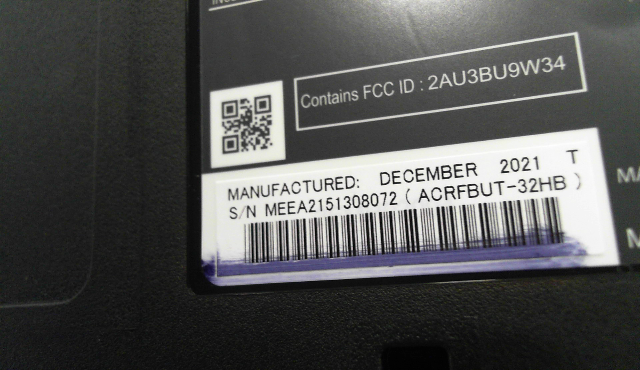 Contains FCC ID : 2AU3BU9W34
MANUFACTURED: DECEMBER 2021 T
S/N MEEA2151308072 ( ACRFBUT-32HB )